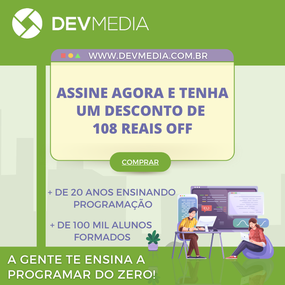 DEVMEDIA
WWW.DEVMEDIA.COM.BR
ASSINE AGORA E TENHA
UM DESCONTO DE
108 REAIS OFF
COMPRAR
+ DE 20 ANOS ENSINANDO
PROGRAMAÇÃO
+ DE 100 MIL ALUNOS
FORMADOS
A GENTE TE ENSINA A
PROGRAMAR DO ZERO!